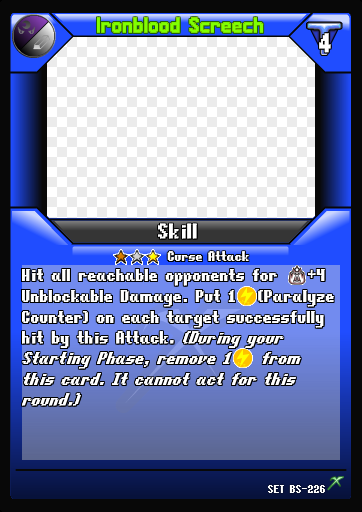 Ironblood Screech
4
Skill
Curse Attack
Hit all reachable opponents for +4
Unblockable Damage. Put 1 (Paralyze
Counter) on each target successfully
hit by this Attack. (During your
Starting Phase, remove 1 from
this card. It cannot act for this
round.)
SET BS-226